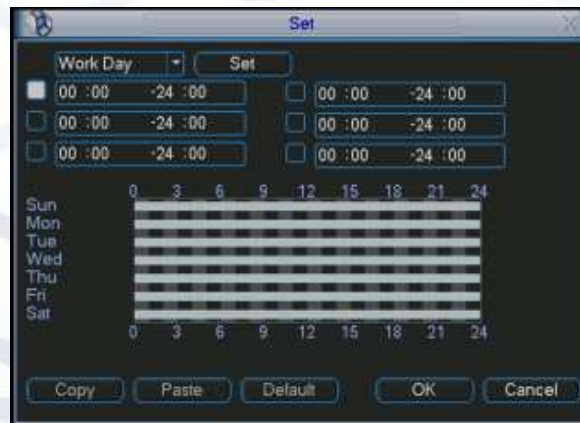 Set
Work Day Set
00 :00 -24 :00 00 :00 -24 :00
00 :00 -24 :00 00 :00 -24 :00
00 :00 -24 :00 00 :00 -24 :00
0 3 6 9 12 15 18 21 24
Sun
Mon
Tue
Wed
Thu
Fri
Sat
0 3 6 9 12 15 18 21 24
Copy Paste Default OK Cancel